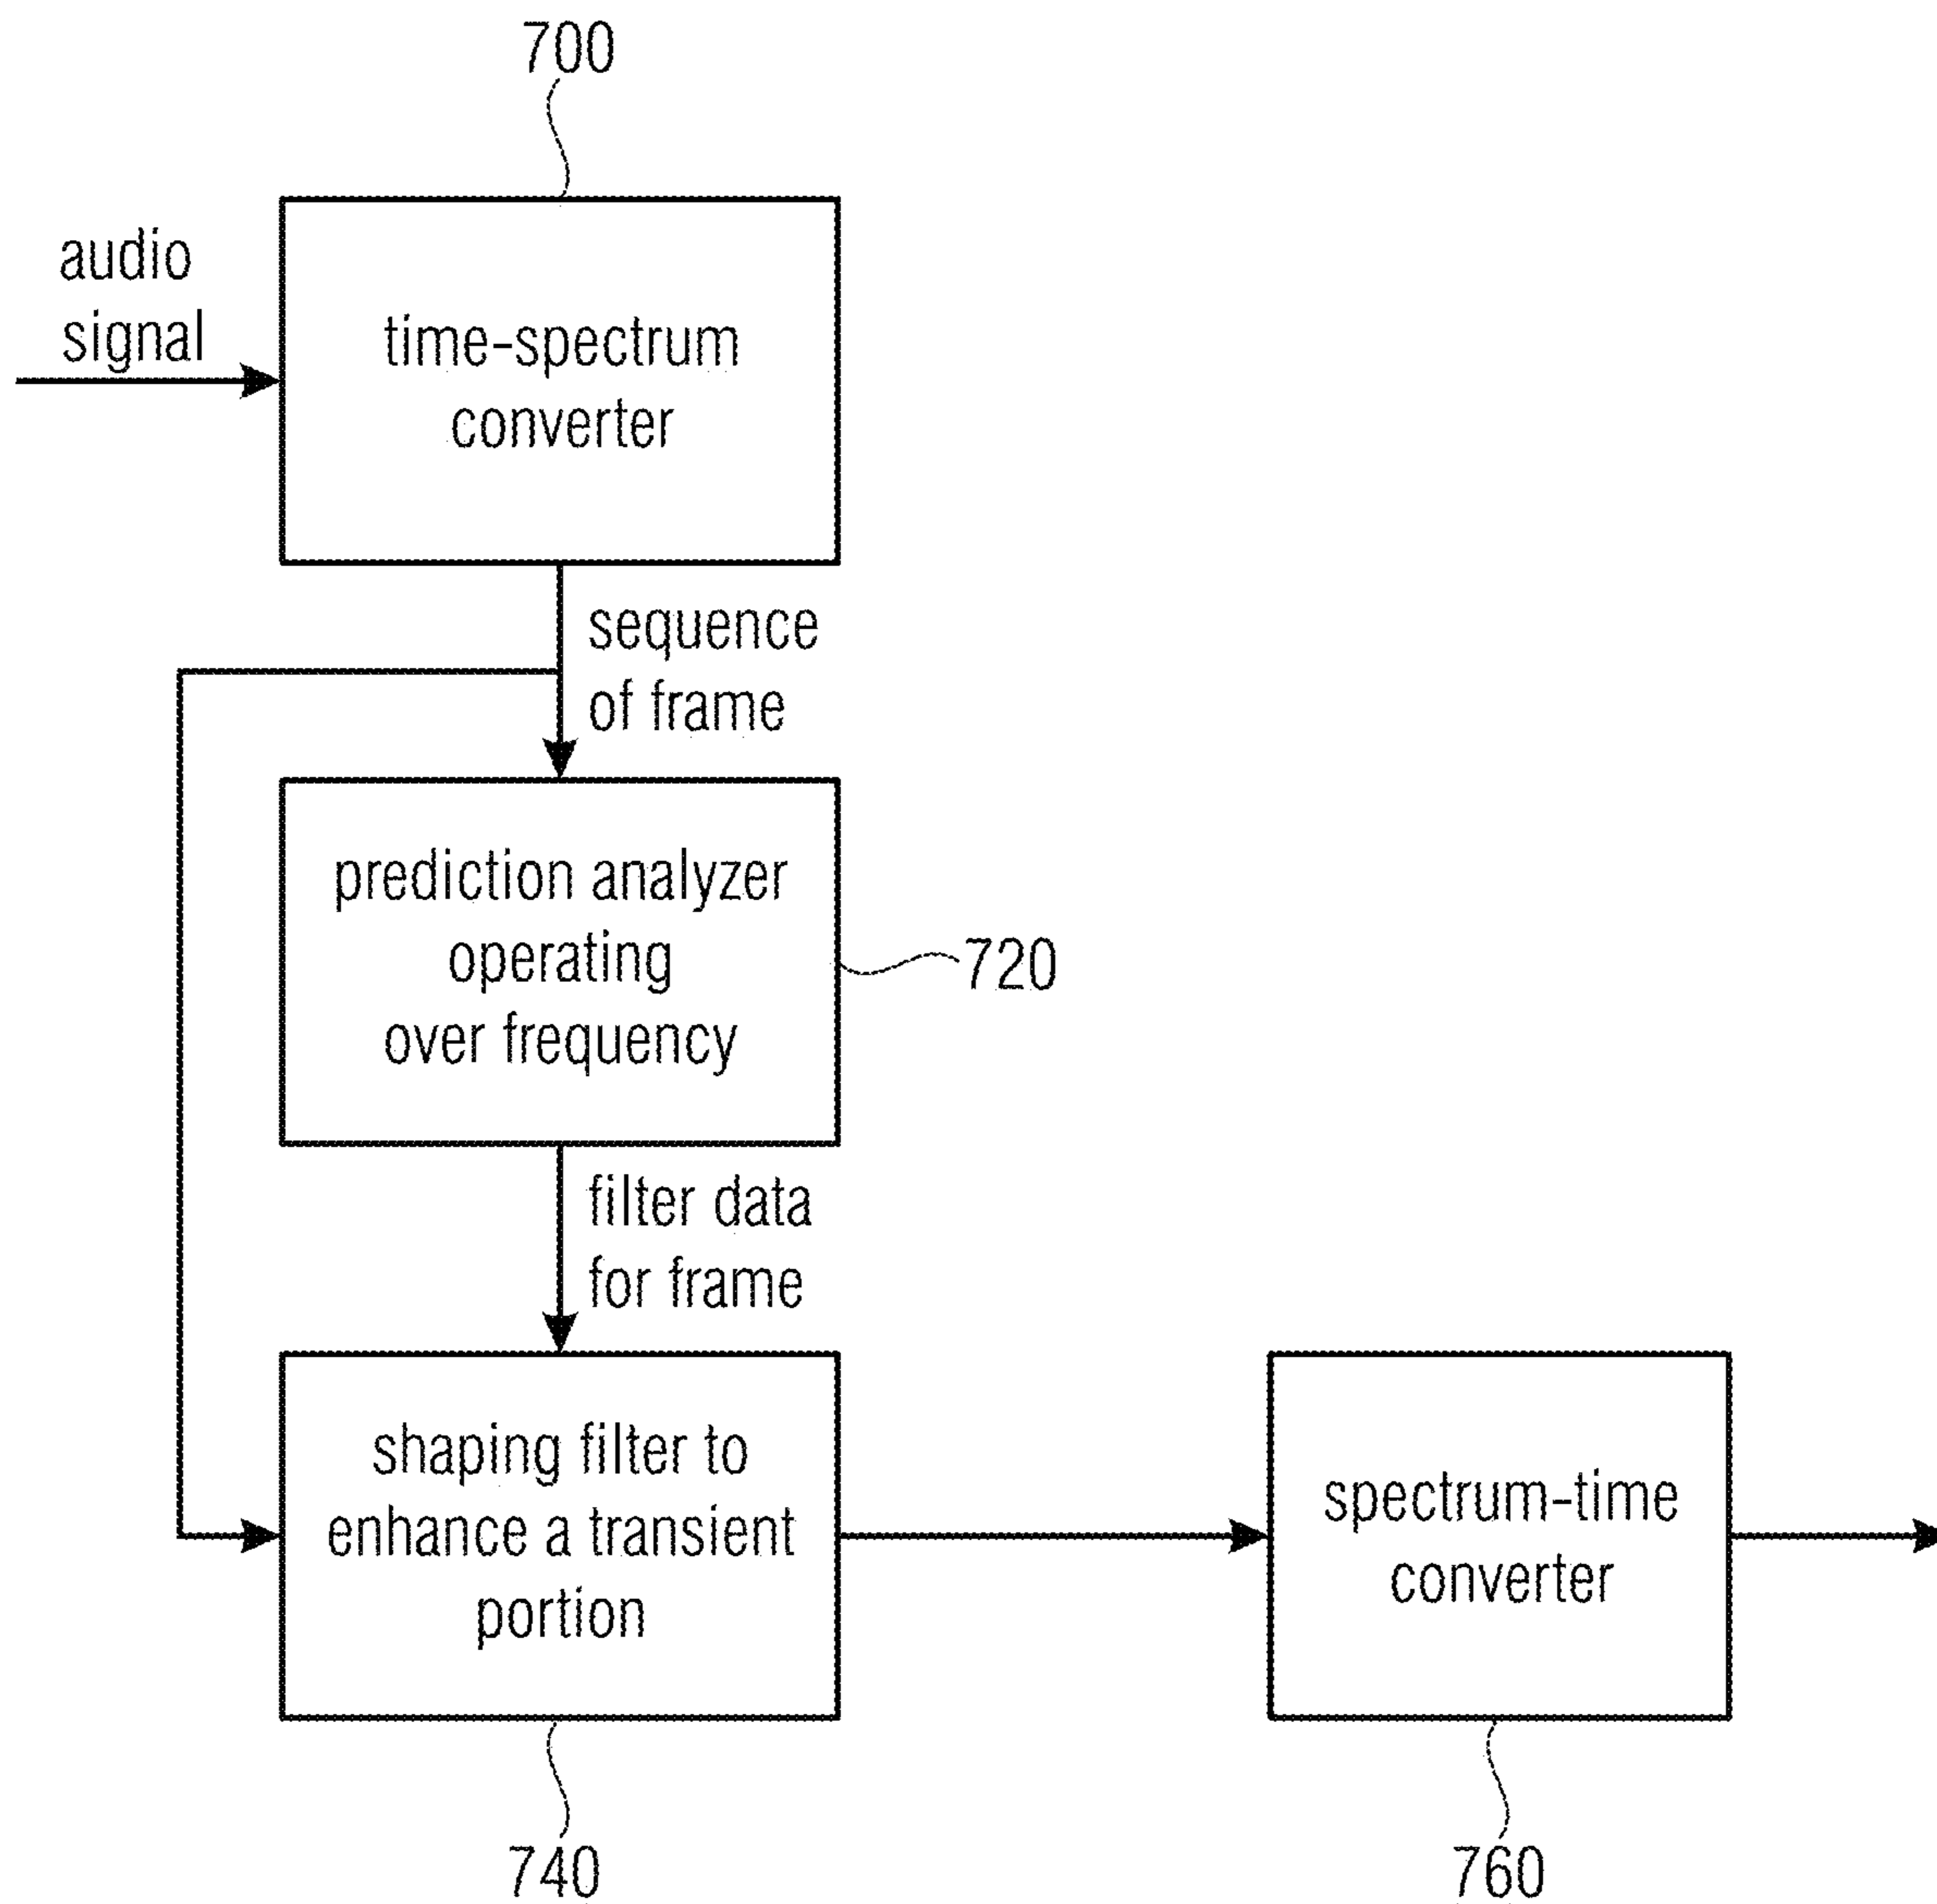 700
audio
signal
time-spectrum
converter
sequence
of frame
prediction analyzer
operating
over frequency
720
filter data
for frame
shaping filter to
enhance a transient
portion
spectrum-time
converter
740
760